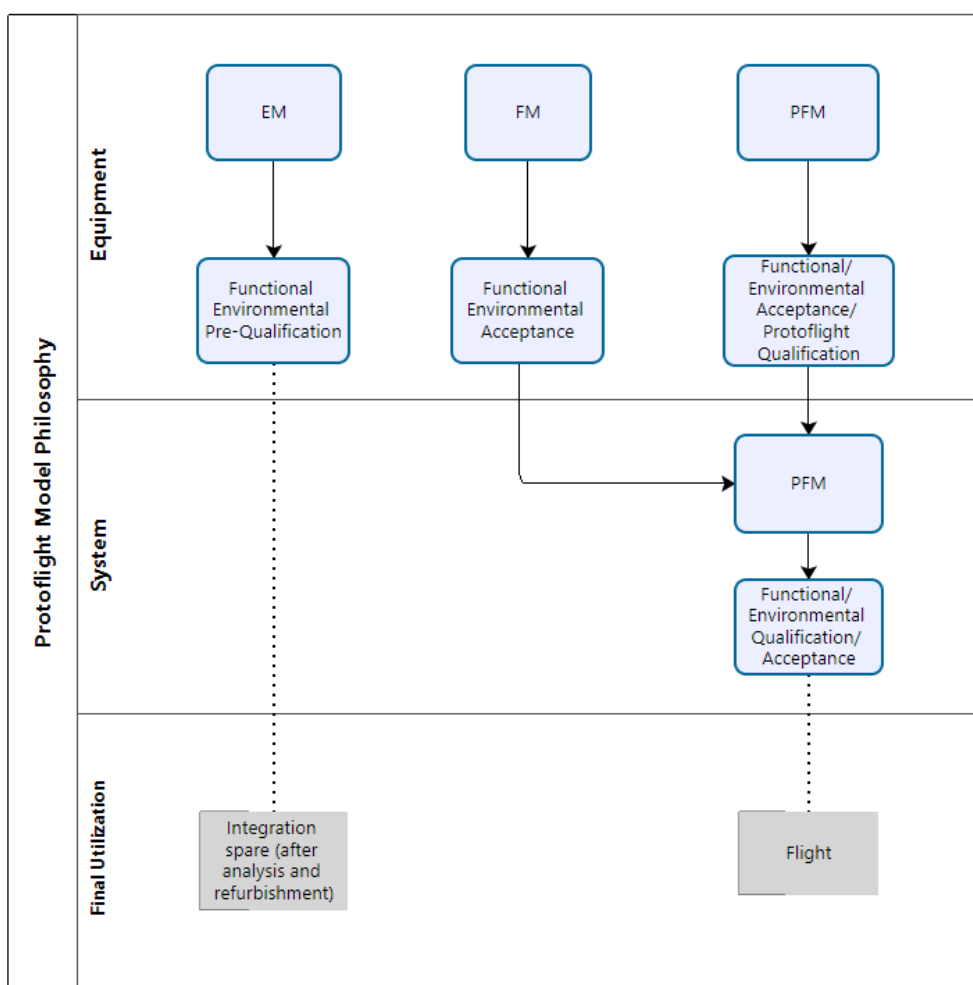 Protoflight Model Philosophy
Equipment
EM
FM
PFM
Functional
Environmental
Pre-Qualification
Functional
Environmental
Acceptance
Functional/
Environmental
Acceptance/
Protoflight
Qualification
System
PFM
Functional/
Environmental
Qualification/
Acceptance
Final Utilization
Integration
spare (after
analysis and
refurbishment)
Flight